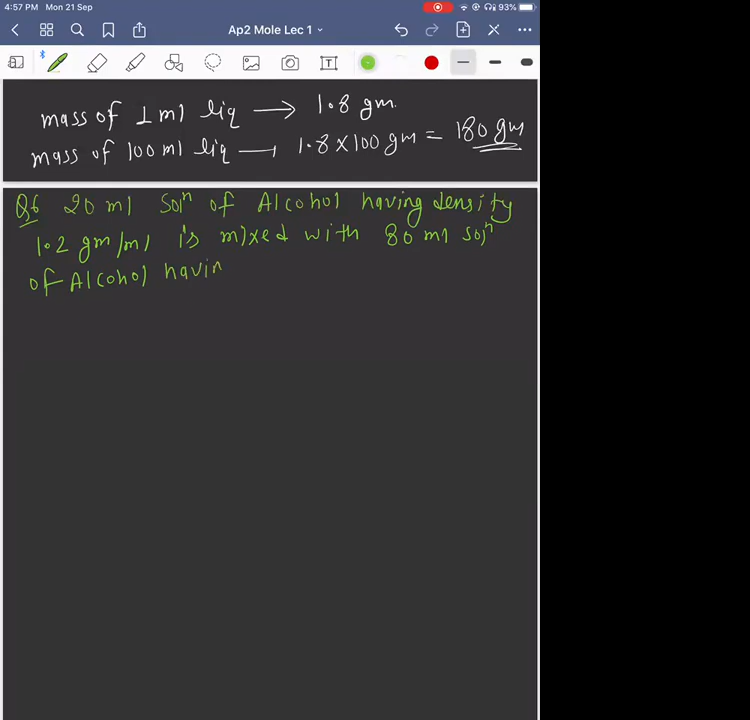 4:57 PM Mon 21 Sep 93%
Ap2 Mole Lec 1
mass of 1 ml liq → 1.8 gm.
mass of 100 ml liq → 1.8 x 100 gm = 180 gm
Q6 20 ml Solⁿ of Alcohol having density
1.2 gm/ml is mixed with 80 ml solⁿ
of Alcohol havin